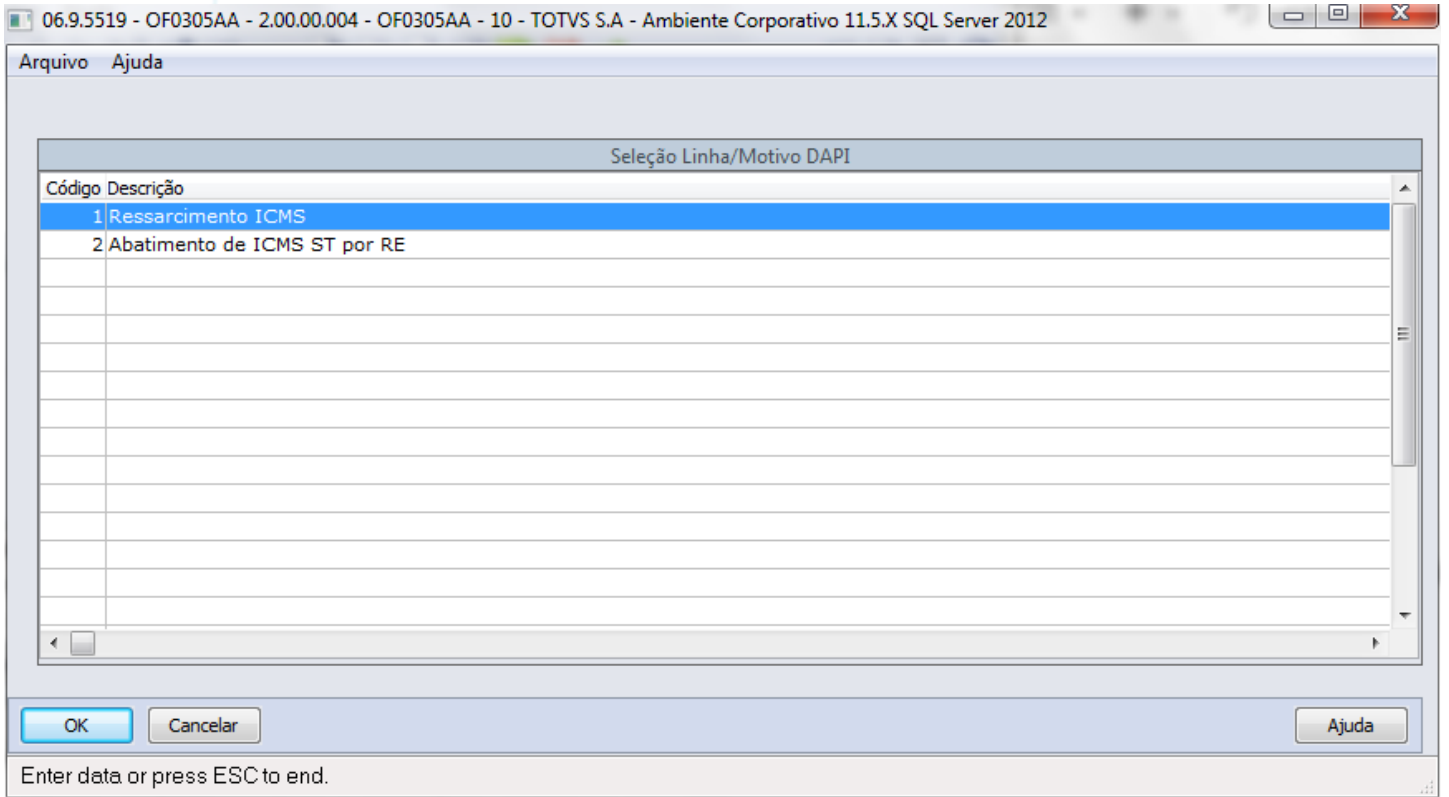 06.9.5519 - OF0305AA - 2.00.00.004 - OF0305AA - 10 - TOTVS S.A - Ambiente Corporativo 11.5.X SQL Server 2012
Arquivo Ajuda
Seleção Linha/Motivo DAPI
Código Descrição
1 Ressarcimento ICMS
2 Abatimento de ICMS ST por RE
OK Cancelar Ajuda
Enter data or press ESC to end.